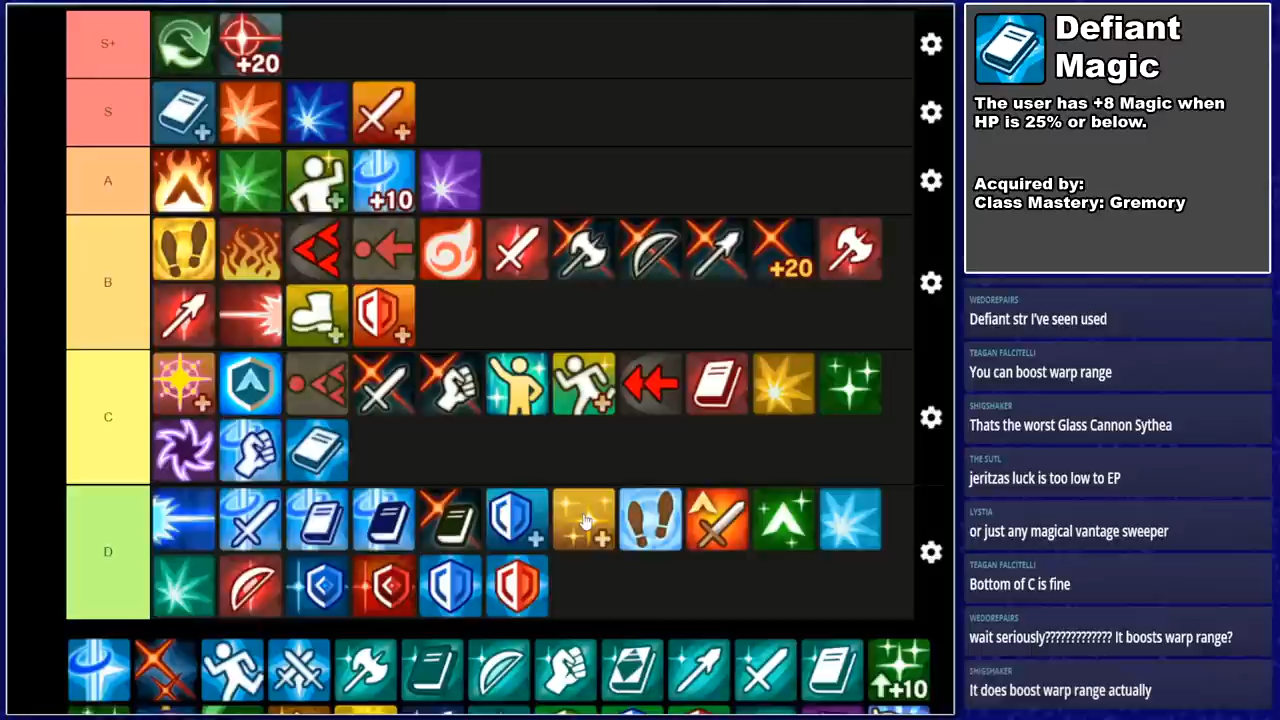 S+
+20
S
A
+10
B
+20
C
D
+10
Defiant
Magic
The user has +8 Magic when
HP is 25% or below.
Acquired by:
Class Mastery: Gremory
WEDOREPAIRS
Defiant str I've seen used
TEAGAN FALCITELLI
You can boost warp range
SHIGSHAKER
Thats the worst Glass Cannon Sythea
THE SUTL
jeritzas luck is too low to EP
LYSTIA
or just any magical vantage sweeper
TEAGAN FALCITELLI
Bottom of C is fine
WEDOREPAIRS
wait seriously????????????? It boosts warp range?
SHIGSHAKER
It does boost warp range actually